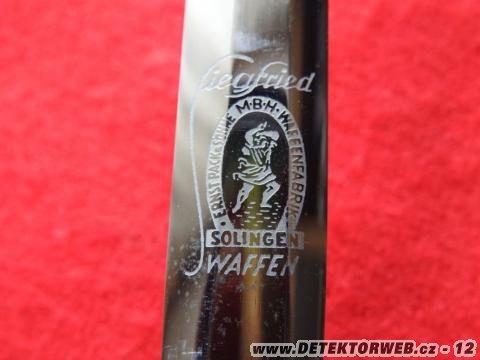 Siegfried
·ERNST PACK & SÖHNE M·B·H·WAFFENFABRIK·
SOLINGEN
WAFFEN
www.DETEKTORWEB.cz - 12